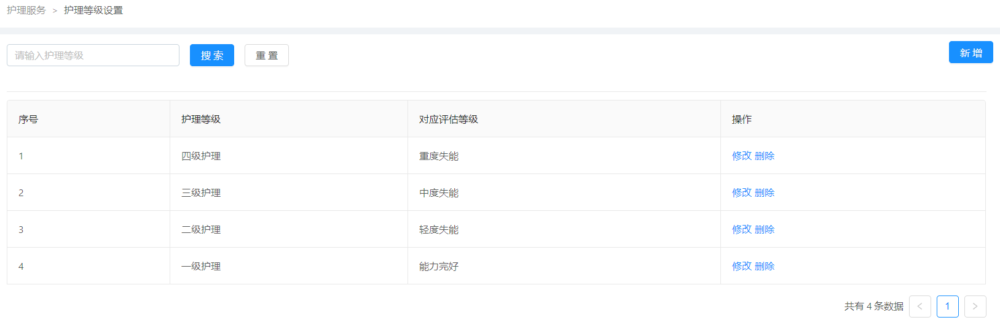 护理服务 > 护理等级设置
请输入护理等级 搜 索 重 置 新 增
序号 护理等级 对应评估等级 操作
1 四级护理 重度失能 修改 删除
2 三级护理 中度失能 修改 删除
3 二级护理 轻度失能 修改 删除
4 一级护理 能力完好 修改 删除
共有 4 条数据 < 1 >